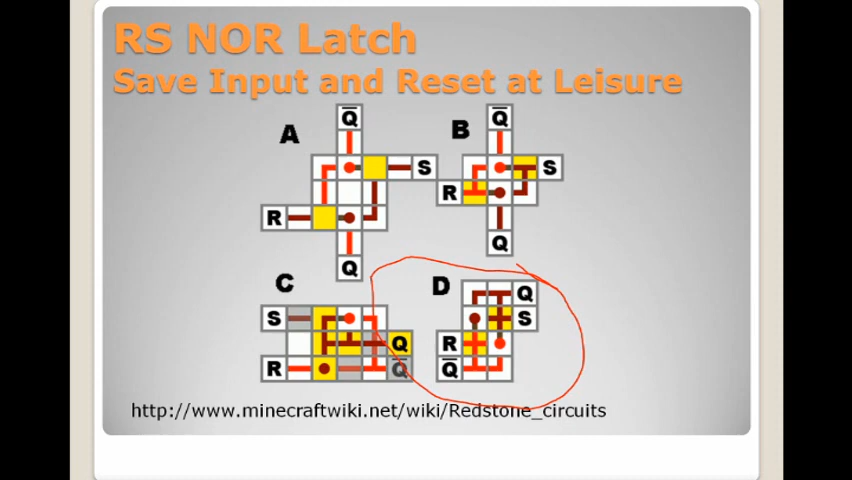 RS NOR Latch
Save Input and Reset at Leisure
A
Q̅
S
R
Q
B
Q̅
S
R
Q
C
S
Q
R
Q̅
D
Q
S
R
Q̅
http://www.minecraftwiki.net/wiki/Redstone_circuits